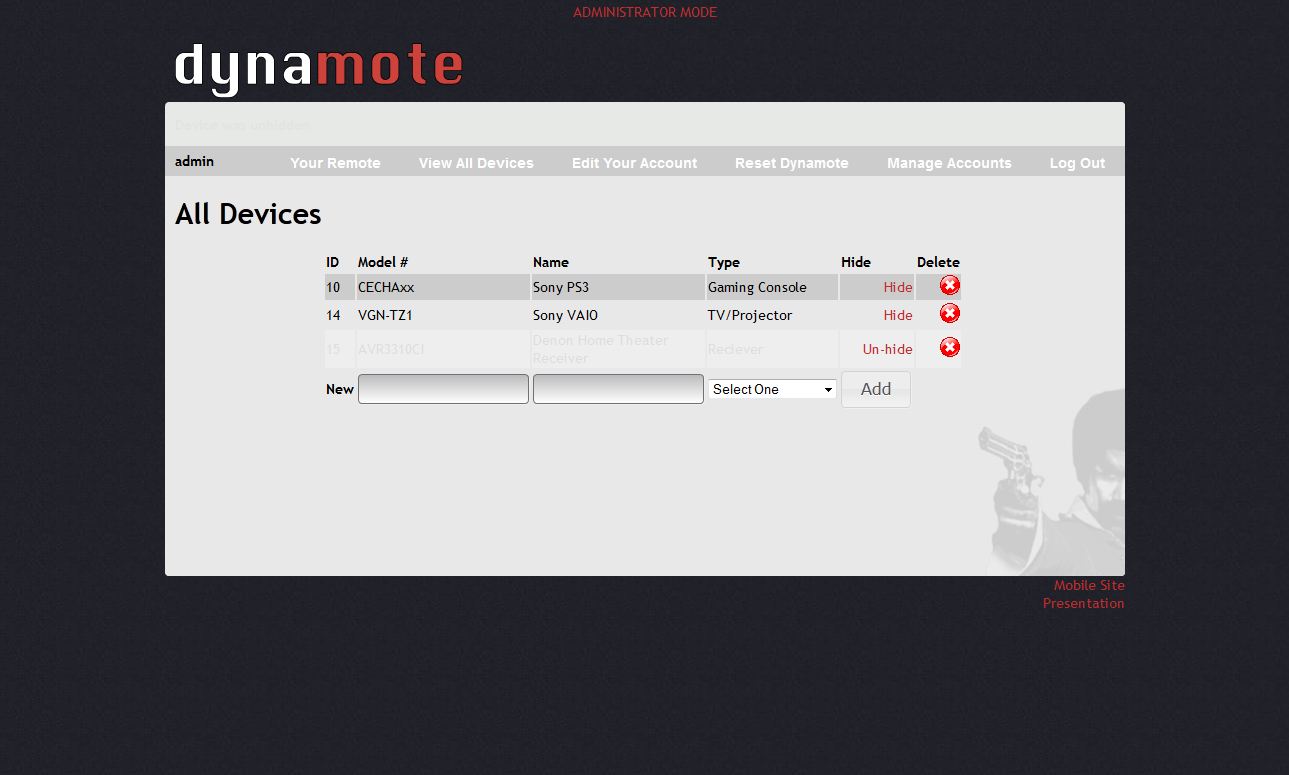 ADMINISTRATOR MODE
dynamote
Device was unhidden.
admin Your Remote View All Devices Edit Your Account Reset Dynamote Manage Accounts Log Out
All Devices
ID Model # Name Type Hide Delete
10 CECHAxx Sony PS3 Gaming Console Hide
14 VGN-TZ1 Sony VAIO TV/Projector Hide
15 AVR3310CI Denon Home Theater Receiver Reciever Un-hide
New Select One Add
Mobile Site
Presentation